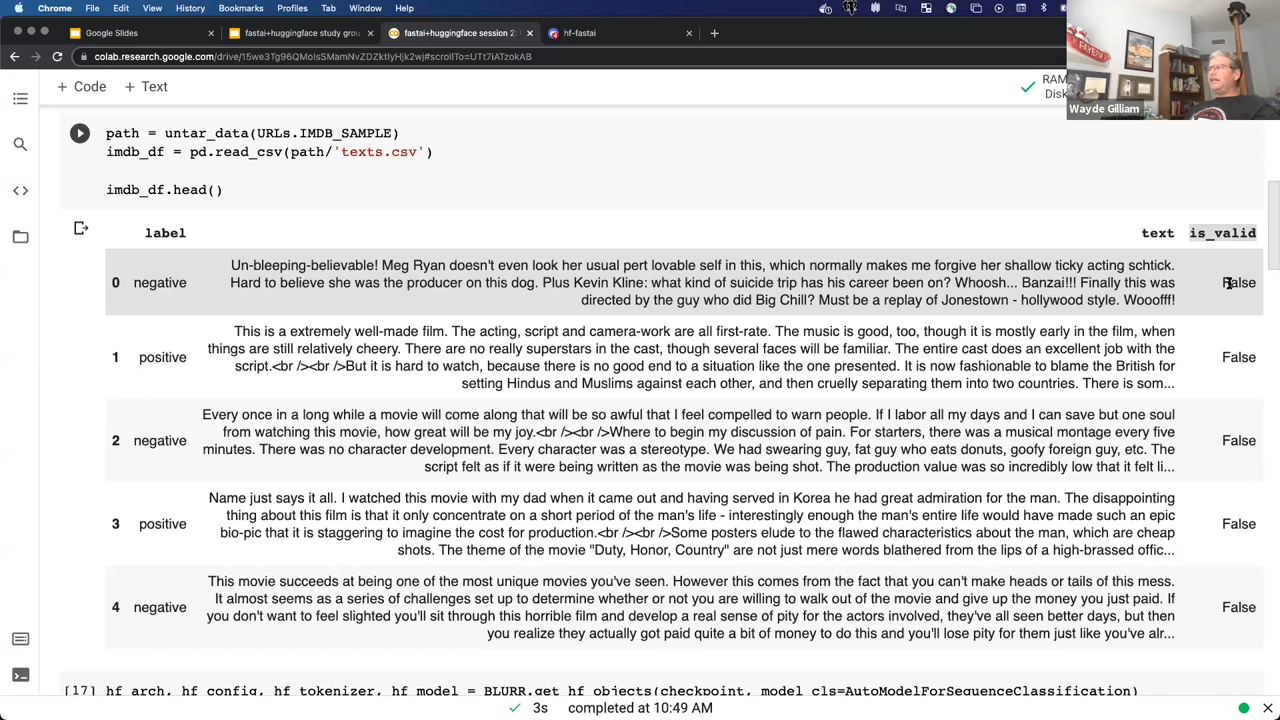 Chrome File Edit View History Bookmarks Profiles Tab Window Help
Google Slides
fastai+huggingface study grou
fastai+huggingface session 2:
hf-fastai
colab.research.google.com/drive/15we3Tg96QMoIsSMamNvZDZktlyHjk2wj#scrollTo=UTt7iATzokAB
+ Code + Text
RAM
Disk
Wayde Gilliam
path = untar_data(URLs.IMDB_SAMPLE)
imdb_df = pd.read_csv(path/'texts.csv')
imdb_df.head()
label text is_valid
0 negative Un-bleeping-believable! Meg Ryan doesn't even look her usual pert lovable self in this, which normally makes me forgive her shallow ticky acting schtick. False
Hard to believe she was the producer on this dog. Plus Kevin Kline: what kind of suicide trip has his career been on? Whoosh... Banzai!!! Finally this was
directed by the guy who did Big Chill? Must be a replay of Jonestown - hollywood style. Wooofff!
1 positive This is a extremely well-made film. The acting, script and camera-work are all first-rate. The music is good, too, though it is mostly early in the film, when False
things are still relatively cheery. There are no really superstars in the cast, though several faces will be familiar. The entire cast does an excellent job with the
script.<br /><br />But it is hard to watch, because there is no good end to a situation like the one presented. It is now fashionable to blame the British for
setting Hindus and Muslims against each other, and then cruelly separating them into two countries. There is som...
2 negative Every once in a long while a movie will come along that will be so awful that I feel compelled to warn people. If I labor all my days and I can save but one soul False
from watching this movie, how great will be my joy.<br /><br />Where to begin my discussion of pain. For starters, there was a musical montage every five
minutes. There was no character development. Every character was a stereotype. We had swearing guy, fat guy who eats donuts, goofy foreign guy, etc. The
script felt as if it were being written as the movie was being shot. The production value was so incredibly low that it felt li...
3 positive Name just says it all. I watched this movie with my dad when it came out and having served in Korea he had great admiration for the man. The disappointing False
thing about this film is that it only concentrate on a short period of the man's life - interestingly enough the man's entire life would have made such an epic
bio-pic that it is staggering to imagine the cost for production.<br /><br />Some posters elude to the flawed characteristics about the man, which are cheap
shots. The theme of the movie "Duty, Honor, Country" are not just mere words blathered from the lips of a high-brassed offic...
4 negative This movie succeeds at being one of the most unique movies you've seen. However this comes from the fact that you can't make heads or tails of this mess. False
It almost seems as a series of challenges set up to determine whether or not you are willing to walk out of the movie and give up the money you just paid. If
you don't want to feel slighted you'll sit through this horrible film and develop a real sense of pity for the actors involved, they've all seen better days, but then
you realize they actually got paid quite a bit of money to do this and you'll lose pity for them just like you've alr...
[17] hf_arch, hf_config, hf_tokenizer, hf_model = BLURR.get_hf_objects(checkpoint, model_cls=AutoModelForSequenceClassification)
3s completed at 10:49 AM